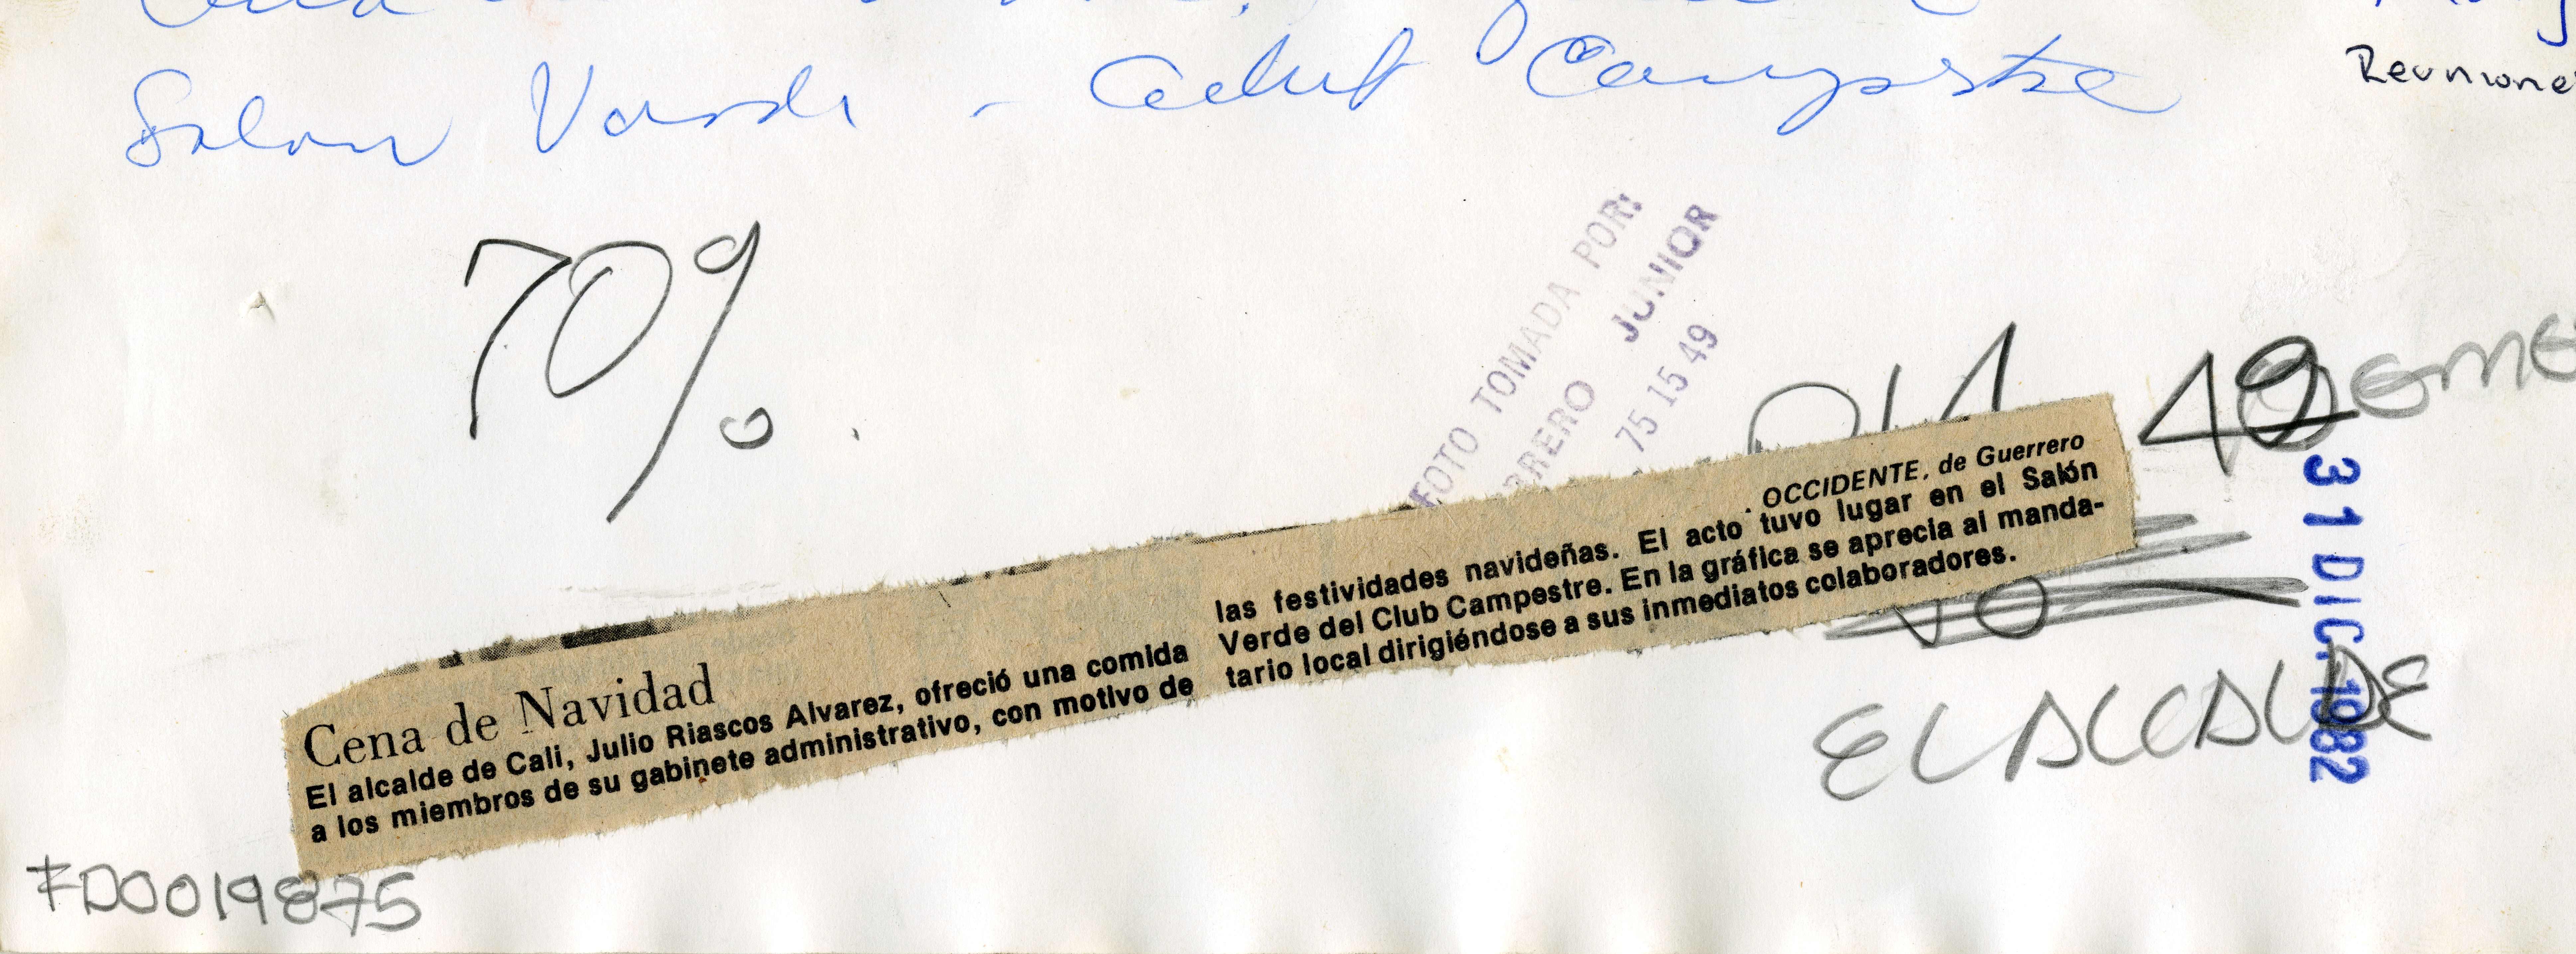 Salon Verde - Club Campestre
Reunione
70%
FOTO TOMADA POR:
RRERO JUNIOR
75 15 49
31 DIC. 1982
OCCIDENTE, de Guerrero
Cena de Navidad
El alcalde de Cali, Julio Riascos Alvarez, ofreció una comida
a los miembros de su gabinete administrativo, con motivo de
las festividades navideñas. El acto tuvo lugar en el Salón
Verde del Club Campestre. En la gráfica se aprecia al manda-
tario local dirigiéndose a sus inmediatos colaboradores.
EL ALCALDE
FD0019875